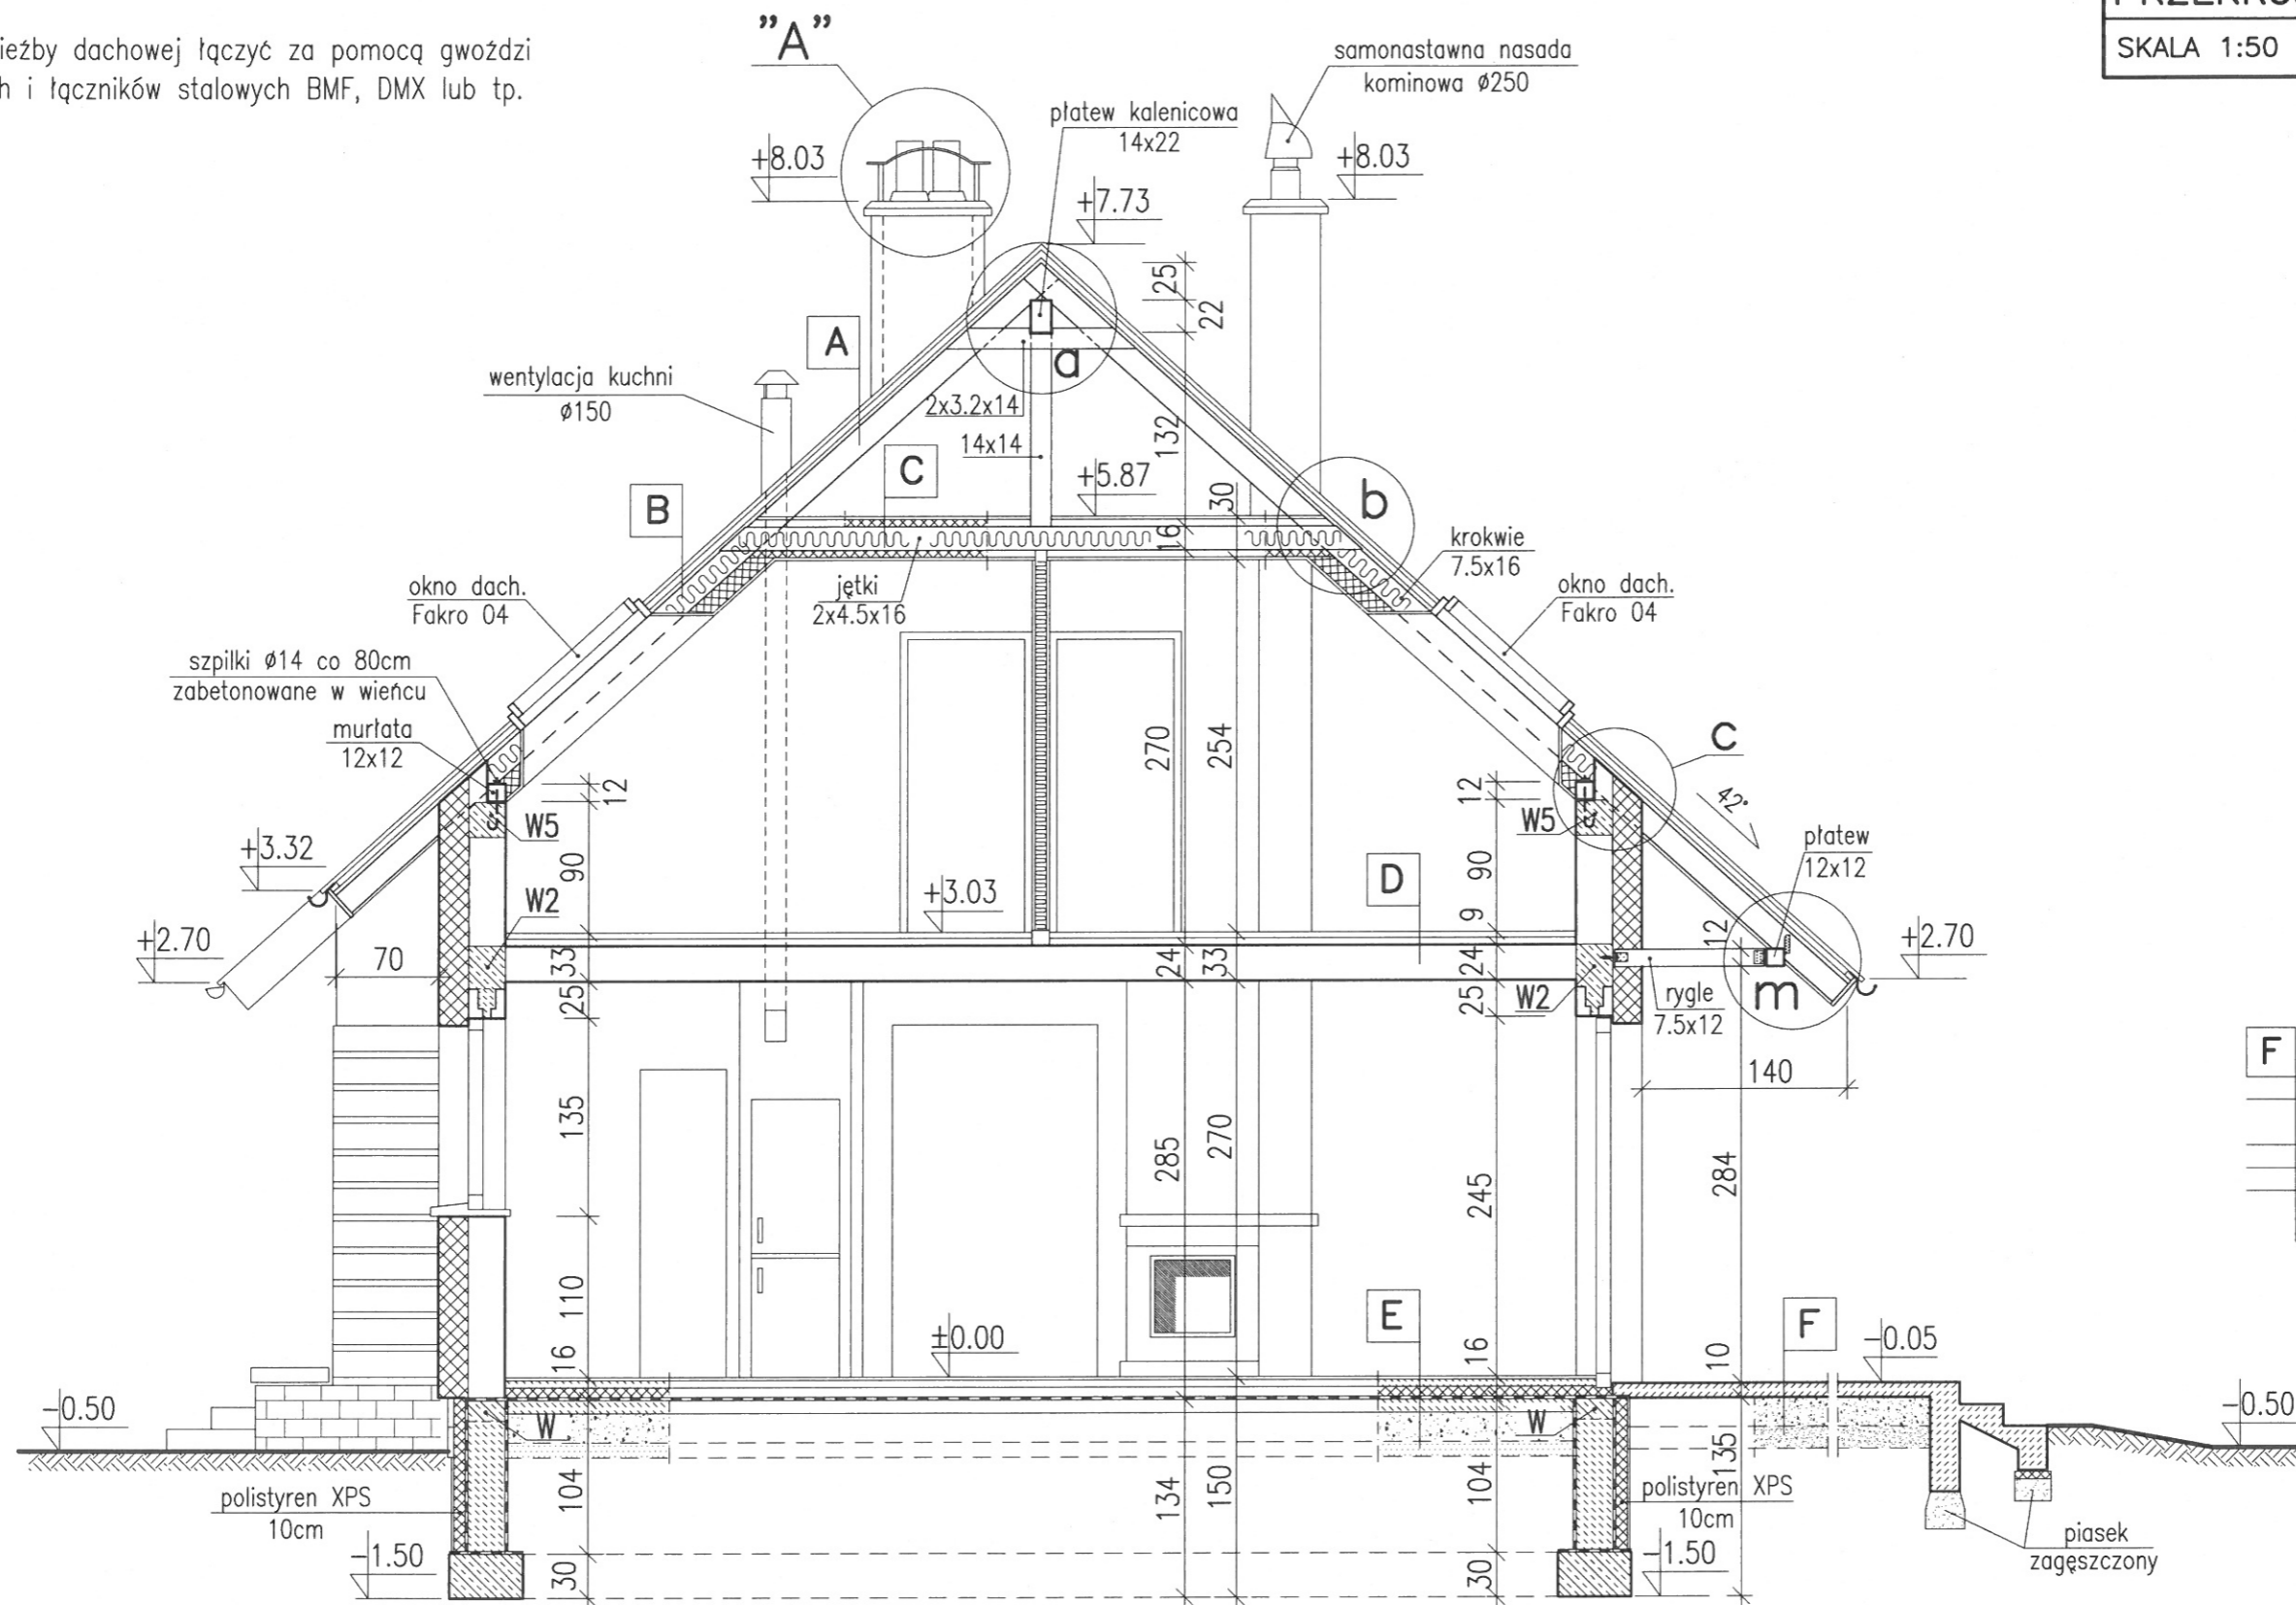 łączyć za pomocą gwoździ
i łączników stalowych BMF, DMX lub tp.
"A"
SKALA 1:50
samonastawna nasada
kominowa ø250
płatew kalenicowa
14x22
+8.03
+8.03
+7.73
25
22
A
a
wentylacja kuchni
ø150
2x3.2x14
132
14x14
C
+5.87
30
b
B
16
krokwie
7.5x16
jętki
2x4.5x16
okno dach.
Fakro 04
okno dach.
Fakro 04
szpilki ø14 co 80cm
zabetonowane w wieńcu
murłata
12x12
270
254
C
12
12
42°
W5
W5
+3.32
90
90
płatew
12x12
D
+3.03
W2
9
12
+2.70
+2.70
70
33
24
33
24
25
25
W2
rygle
7.5x12
m
F
140
135
285
270
245
284
110
E
±0.00
16
16
10
F
-0.05
-0.50
-0.50
W
W
polistyren XPS
10cm
104
134
150
104
135
polistyren XPS
10cm
-1.50
-1.50
30
30
piasek
zagęszczony